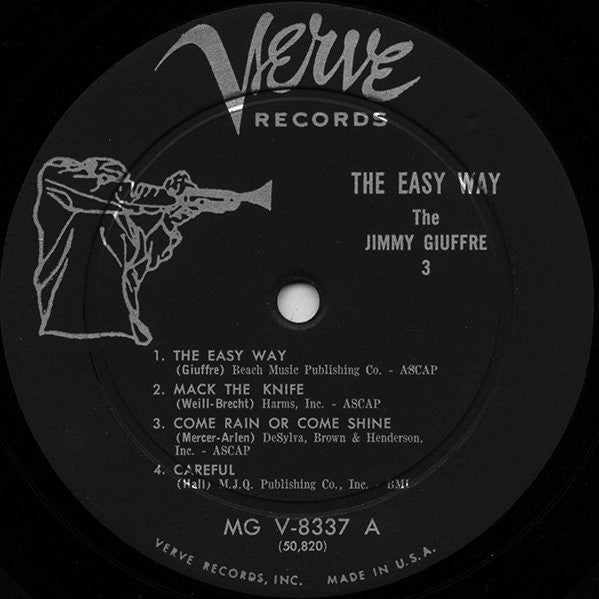 Verve
RECORDS
THE EASY WAY
The
JIMMY GIUFFRE
3
1. THE EASY WAY
(Giuffre) Beach Music Publishing Co. - ASCAP
2. MACK THE KNIFE
(Weill-Brecht) Harms, Inc. - ASCAP
3. COME RAIN OR COME SHINE
(Mercer-Arlen) DeSylva, Brown & Henderson,
Inc. - ASCAP
4. CAREFUL
(Hall) M.J.Q. Publishing Co., Inc. - BMI
MG V-8337 A
(50,820)
VERVE RECORDS, INC. MADE IN U.S.A.